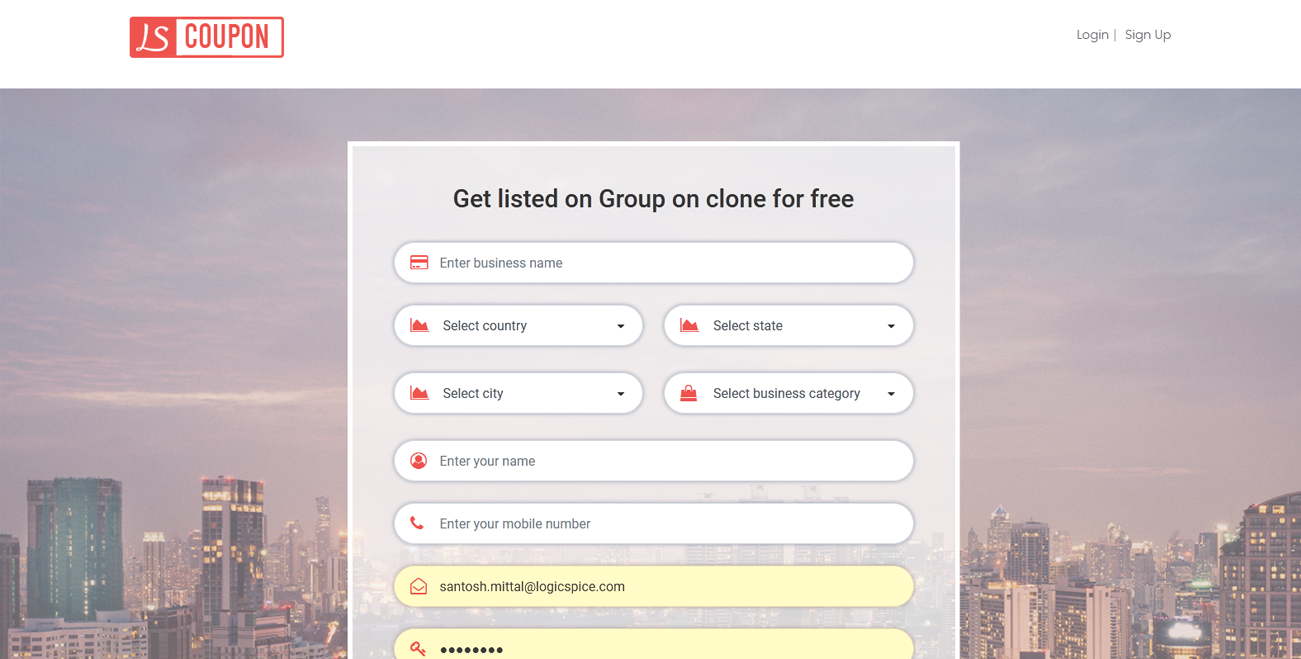 LS COUPON
Login | Sign Up
Get listed on Group on clone for free
Enter business name
Select country
Select state
Select city
Select business category
Enter your name
Enter your mobile number
santosh.mittal@logicspice.com
••••••••